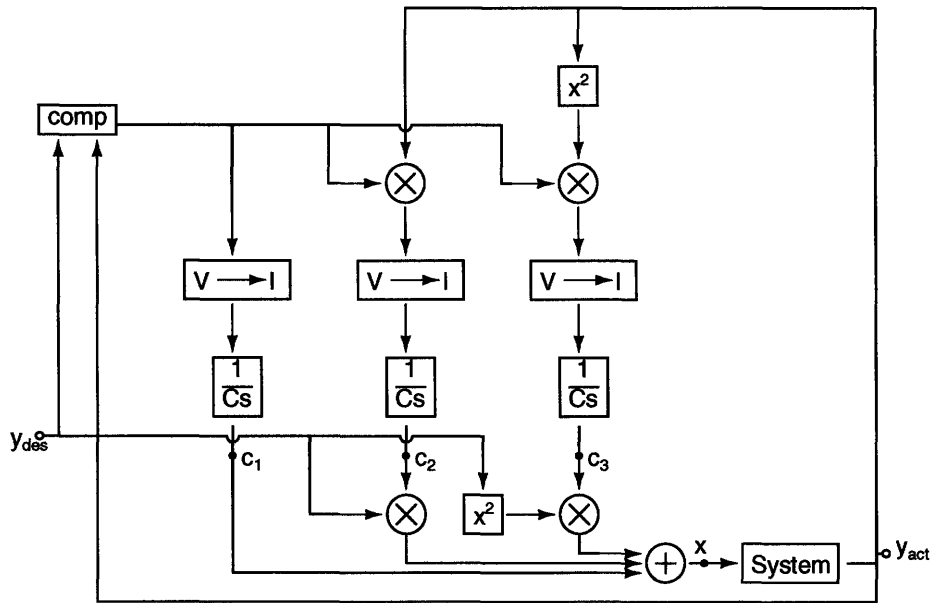 x²
comp
V → I
V → I
V → I
1
Cs
1
Cs
1
Cs
y_des
c₁
c₂
c₃
x²
x
System
y_act